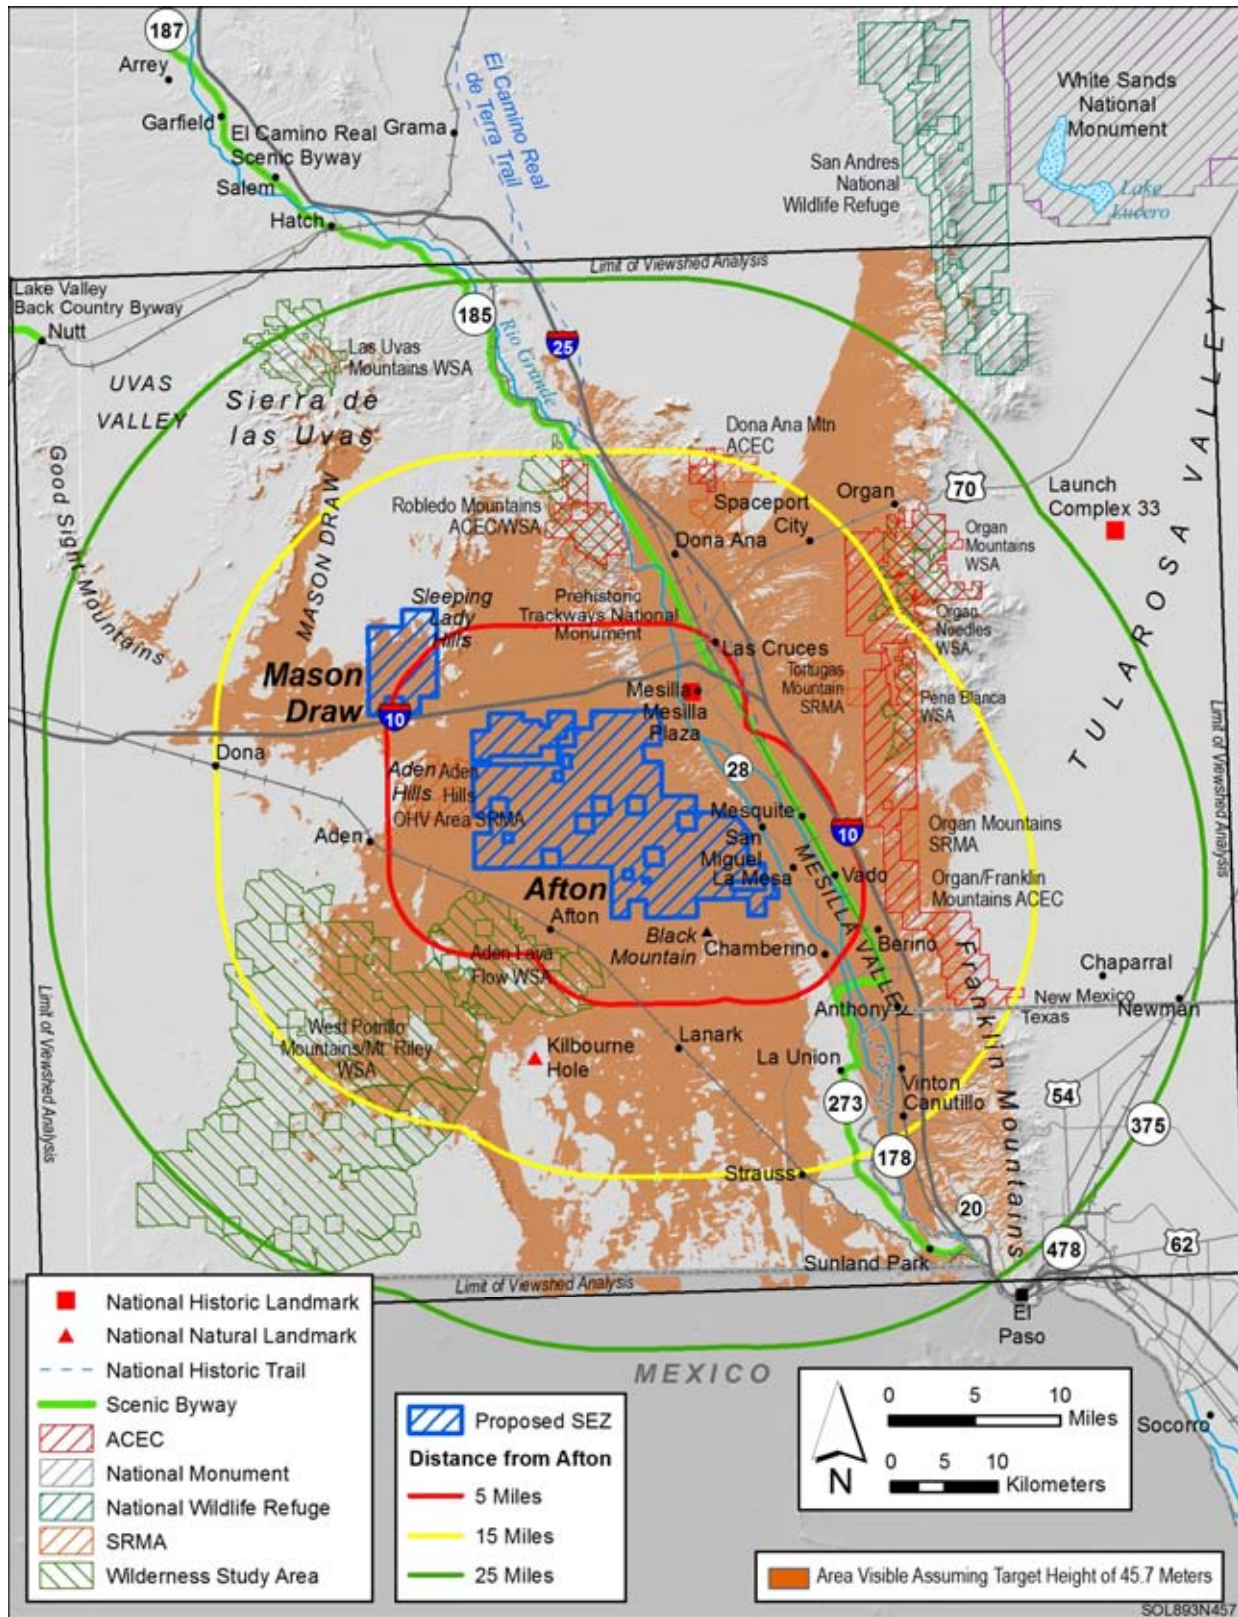 187
Arrey
Garfield
El Camino Real
Scenic Byway
Grama
Salem
Hatch
El Camino Real
de Terra Trail
White Sands
National
Monument
San Andres
National
Wildlife Refuge
Lake
Lucero
Limit of Viewshed Analysis
Lake Valley
Back Country Byway
Nutt
185
Rio Grande
25
Las Uvas
Mountains WSA
UVAS
VALLEY
Sierra de
las Uvas
Good Sight Mountains
MASON DRAW
Dona Ana Mtn
ACEC
Robledo Mountains
ACEC/WSA
Spaceport
City
Organ
70
Launch
Complex 33
TULAROSA VALLEY
Dona Ana
Organ
Mountains
WSA
Sleeping
Lady
Hills
Prehistoric
Trackways National
Monument
Organ
Needles
WSA
Las Cruces
Mason
Draw
Tortugas
Mountain
SRMA
Mesilla
Mesilla
Plaza
Pena Blanca
WSA
10
Dona
28
Aden
Hills
Aden
Hills
OHV Area SRMA
Mesquite
San
Miguel
La Mesa
10
Organ Mountains
SRMA
Aden
Vado
Organ/Franklin
Mountains ACEC
MESILLA VALLEY
Afton
Afton
Black
Mountain
Chamberino
Berino
Aden Lava
Flow WSA
Franklin Mountains
Chaparral
New Mexico
Texas
Newman
Anthony
Limit of Viewshed Analysis
Limit of Viewshed Analysis
West Potrillo
Mountains/Mt. Riley
WSA
Kilbourne
Hole
Lanark
La Union
Vinton
Canutillo
273
54
375
178
Strauss
20
478
62
Sunland Park
Limit of Viewshed Analysis
El
Paso
MEXICO
Socorro
National Historic Landmark
National Natural Landmark
National Historic Trail
Scenic Byway
ACEC
National Monument
National Wildlife Refuge
SRMA
Wilderness Study Area
Proposed SEZ
Distance from Afton
5 Miles
15 Miles
25 Miles
N
0 5 10
Miles
0 5 10
Kilometers
Area Visible Assuming Target Height of 45.7 Meters
SOL893N457